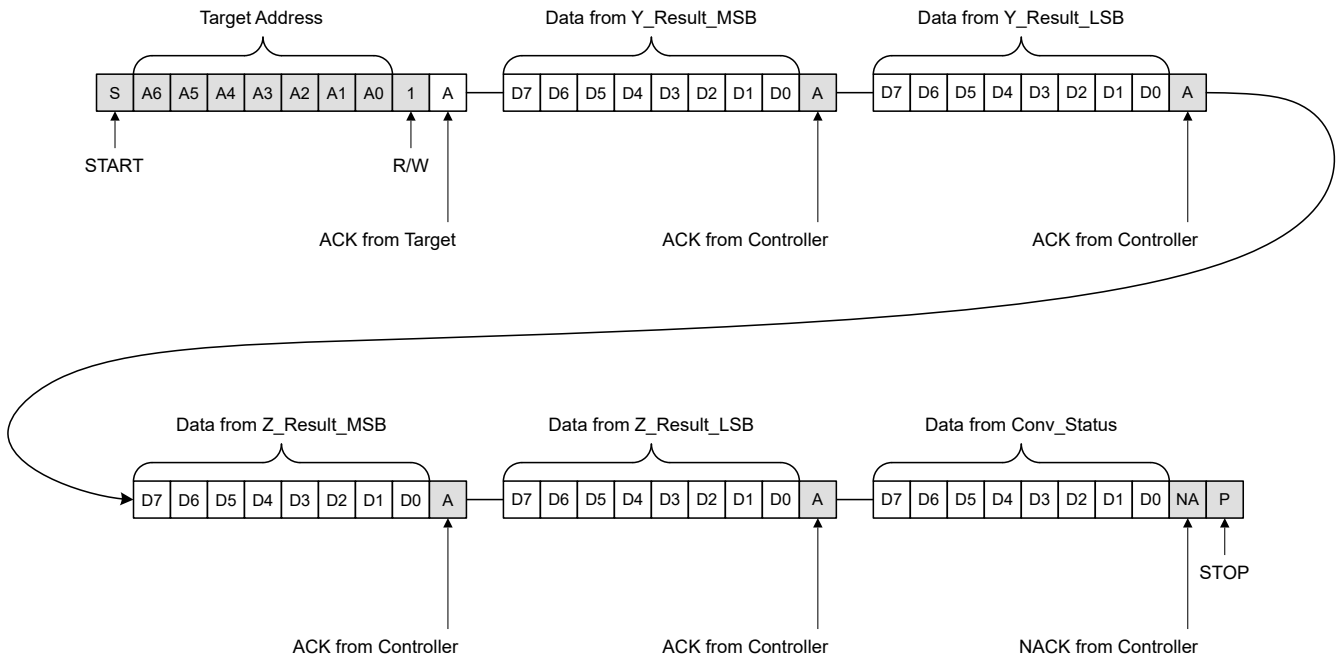 Target Address Data from Y_Result_MSB Data from Y_Result_LSB
S A6 A5 A4 A3 A2 A1 A0 1 A D7 D6 D5 D4 D3 D2 D1 D0 A D7 D6 D5 D4 D3 D2 D1 D0 A
START R/W
ACK from Target ACK from Controller ACK from Controller
Data from Z_Result_MSB Data from Z_Result_LSB Data from Conv_Status
D7 D6 D5 D4 D3 D2 D1 D0 A D7 D6 D5 D4 D3 D2 D1 D0 A D7 D6 D5 D4 D3 D2 D1 D0 NA P
STOP
ACK from Controller ACK from Controller NACK from Controller